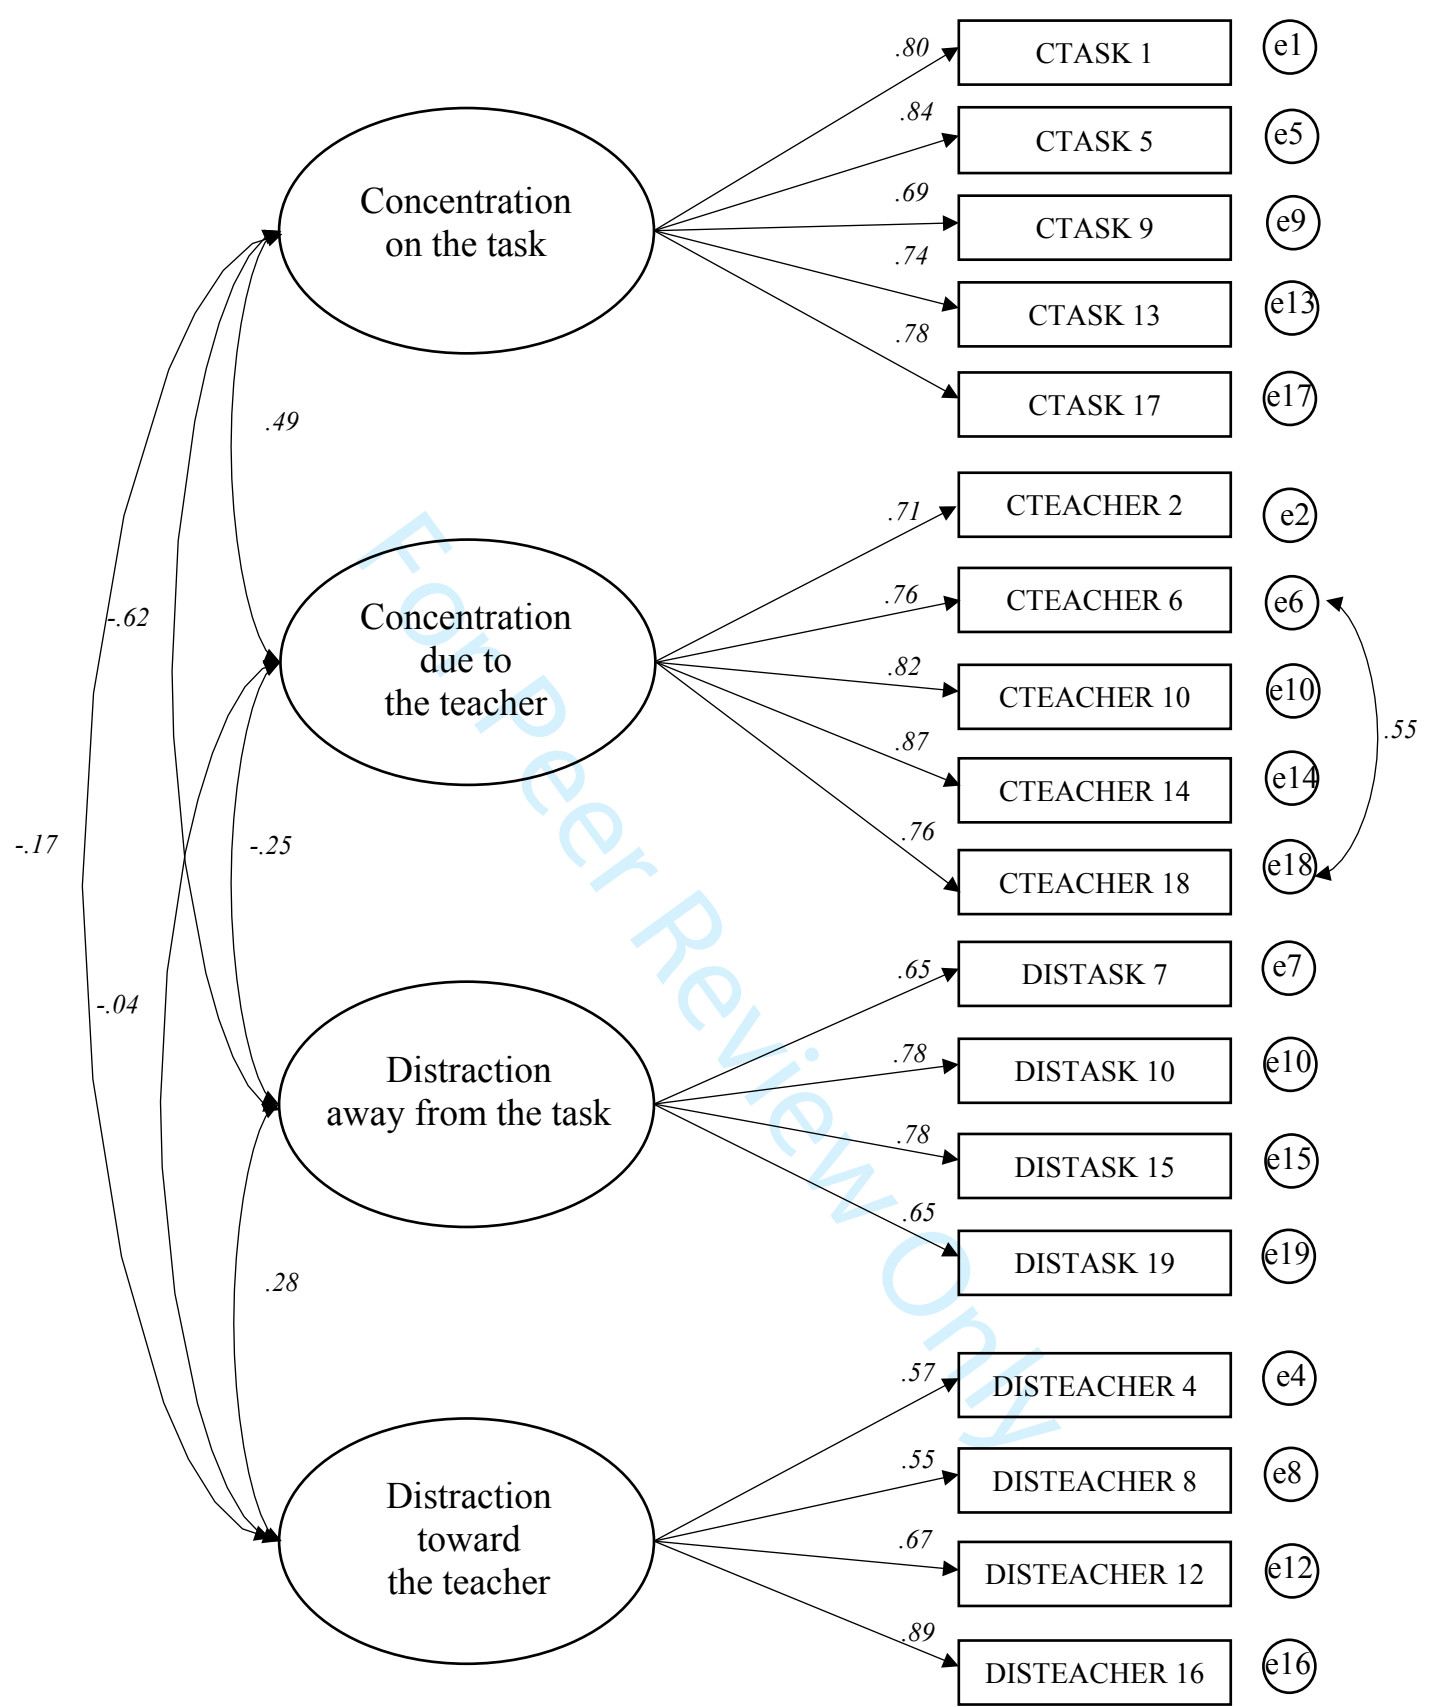 .80
CTASK 1
e1
.84
CTASK 5
e5
Concentration
on the task
.69
CTASK 9
e9
.74
CTASK 13
e13
.78
CTASK 17
e17
.49
.71
CTEACHER 2
e2
-.62
Concentration
due to
the teacher
.76
CTEACHER 6
e6
.82
CTEACHER 10
e10
.55
.87
CTEACHER 14
e14
-.17
-.25
.76
CTEACHER 18
e18
For Peer Review Only
-.04
.65
DISTASK 7
e7
Distraction
away from the task
.78
DISTASK 10
e10
.78
DISTASK 15
e15
.65
DISTASK 19
e19
.28
.57
DISTEACHER 4
e4
Distraction
toward
the teacher
.55
DISTEACHER 8
e8
.67
DISTEACHER 12
e12
.89
DISTEACHER 16
e16